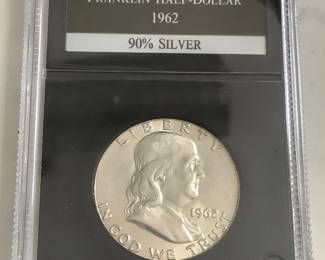 FRANKLIN HALF-DOLLAR
1962
90% SILVER
LIBERTY
1962
IN GOD WE TRUST